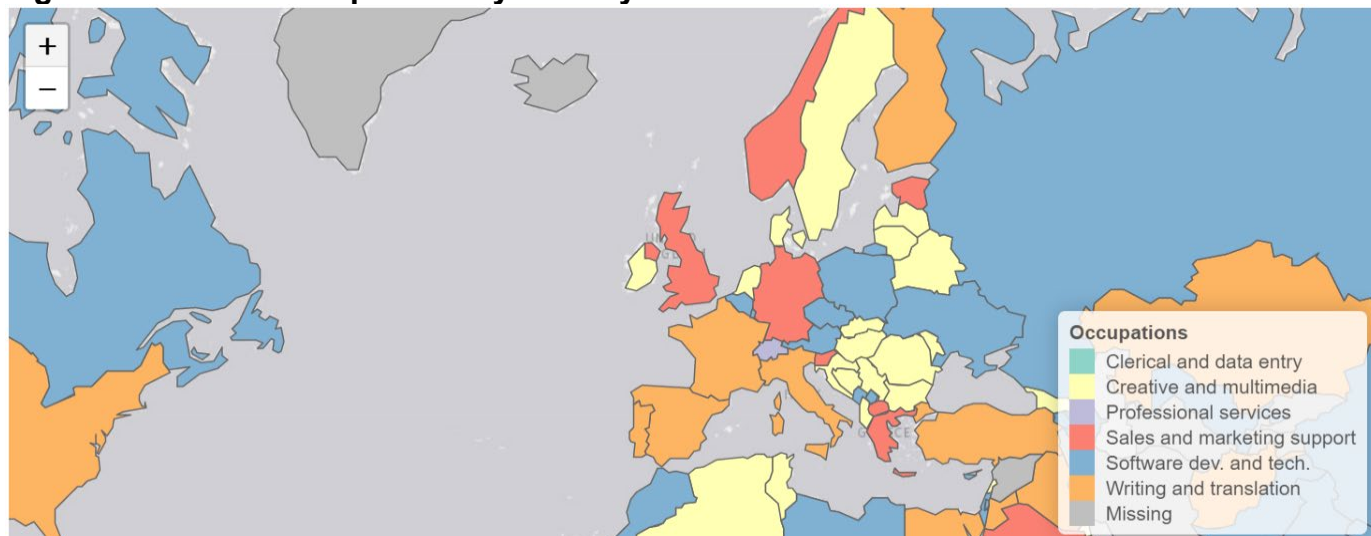 +
−
Occupations
Clerical and data entry
Creative and multimedia
Professional services
Sales and marketing support
Software dev. and tech.
Writing and translation
Missing